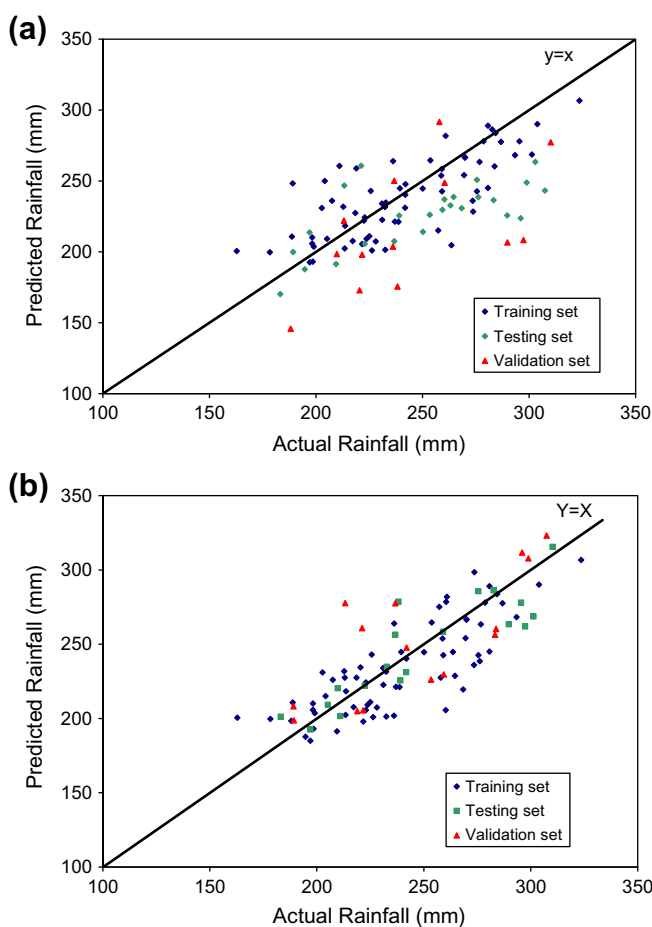 (a)
350
300
250
200
150
100
Predicted Rainfall (mm)
y=x
Training set
Testing set
Validation set
100 150 200 250 300 350
Actual Rainfall (mm)
(b)
350
300
250
200
150
100
Predicted Rainfall (mm)
Y=X
Training set
Testing set
Validation set
100 150 200 250 300 350
Actual Rainfall (mm)